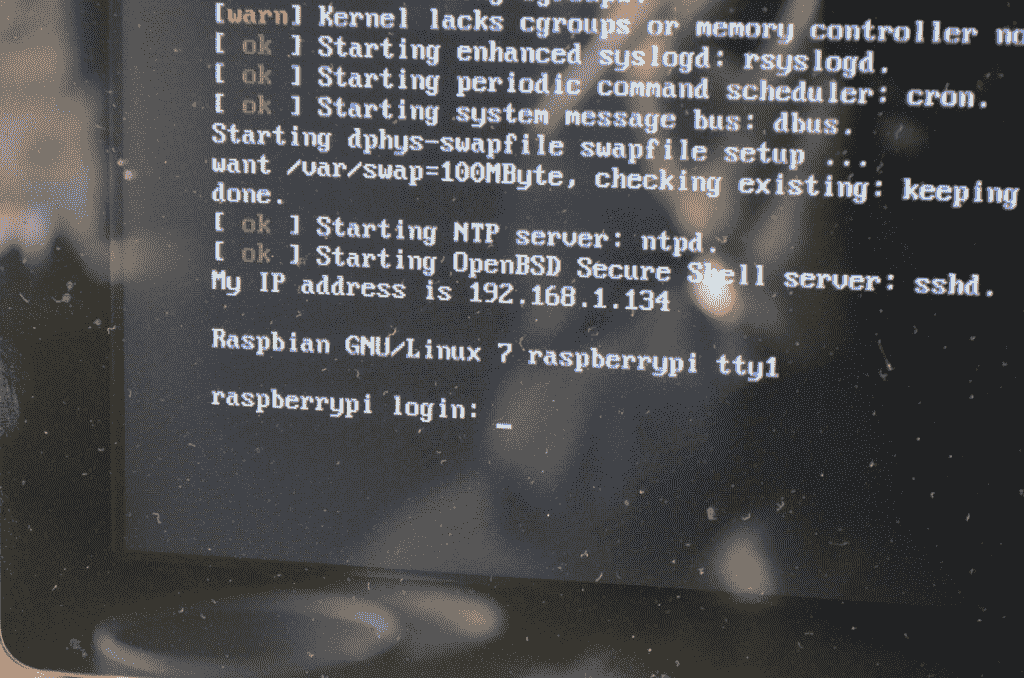 [warn] Kernel lacks cgroups or memory controller
[ ok ] Starting enhanced syslogd: rsyslogd.
[ ok ] Starting periodic command scheduler: cron.
[ ok ] Starting system message bus: dbus.
Starting dphys-swapfile swapfile setup ...
want /var/swap=100MByte, checking existing: keeping
done.
[ ok ] Starting NTP server: ntpd.
[ ok ] Starting OpenBSD Secure Shell server: sshd.
My IP address is 192.168.1.134
Raspbian GNU/Linux 7 raspberrypi tty1
raspberrypi login: _